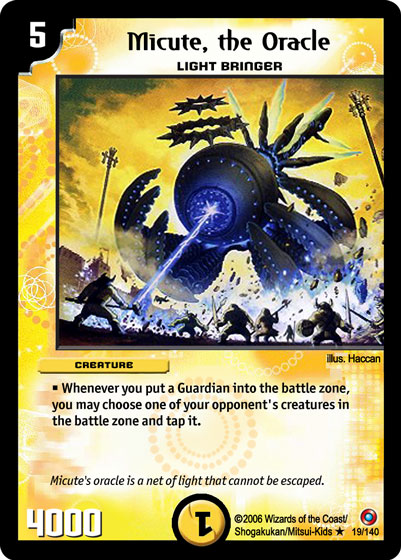 5
Micute, the Oracle
LIGHT BRINGER
illus. Haccan
CREATURE
▪ Whenever you put a Guardian into the battle zone,
you may choose one of your opponent's creatures in
the battle zone and tap it.
Micute's oracle is a net of light that cannot be escaped.
4000
1
©2006 Wizards of the Coast/
Shogakukan/Mitsui-Kids ★ 19/140